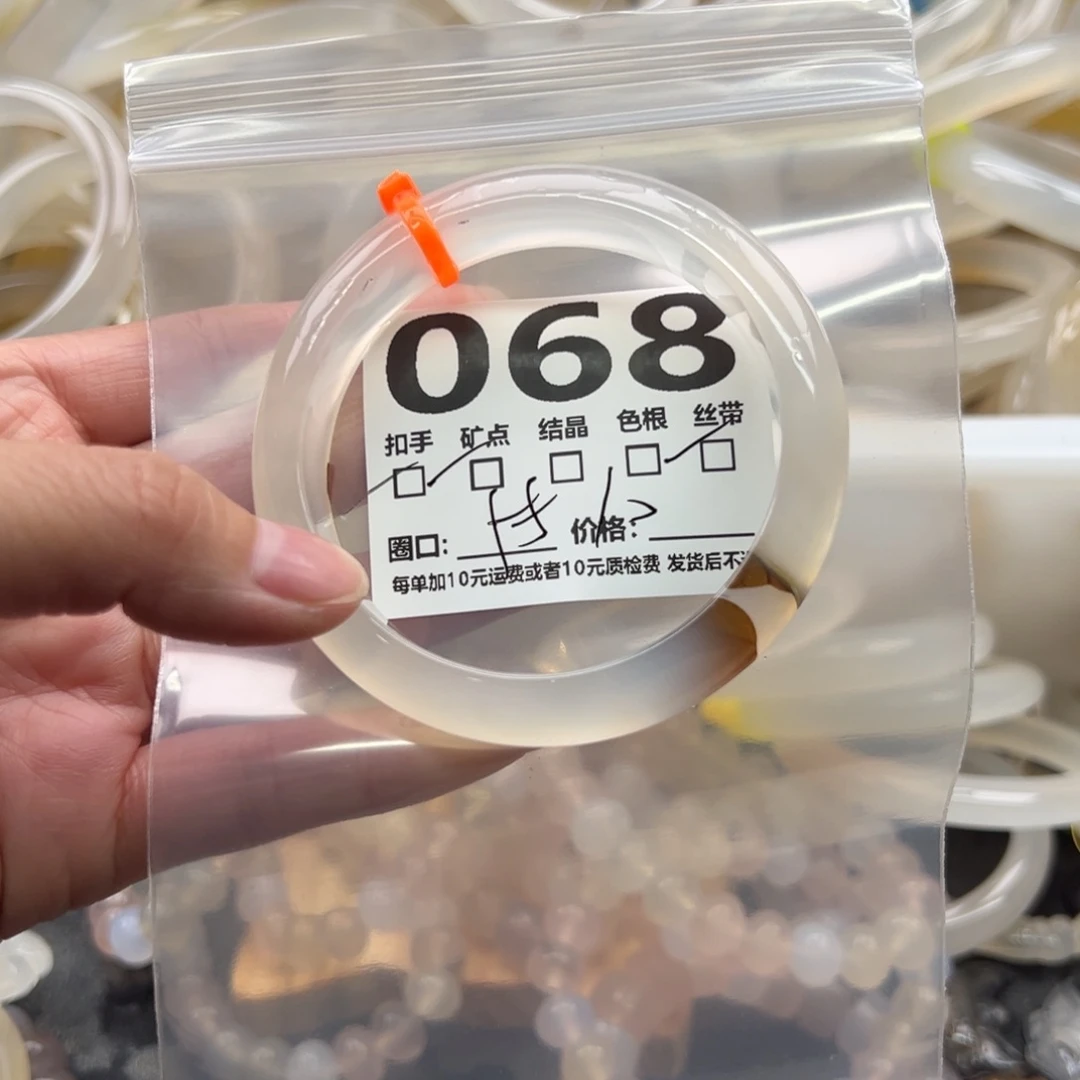 068
扣手 矿点 结晶 色根 丝带
圈口: 价格:
每单加10元运费或者10元质检费 发货后不